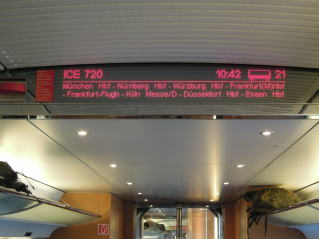 ICE 720 10:42 21
München Hbf - Nürnberg Hbf - Würzburg Hbf - Frankfurt(M)Hbf
- Frankfurt-Flugh - Köln Messe/D - Düsseldorf Hbf - Essen Hbf